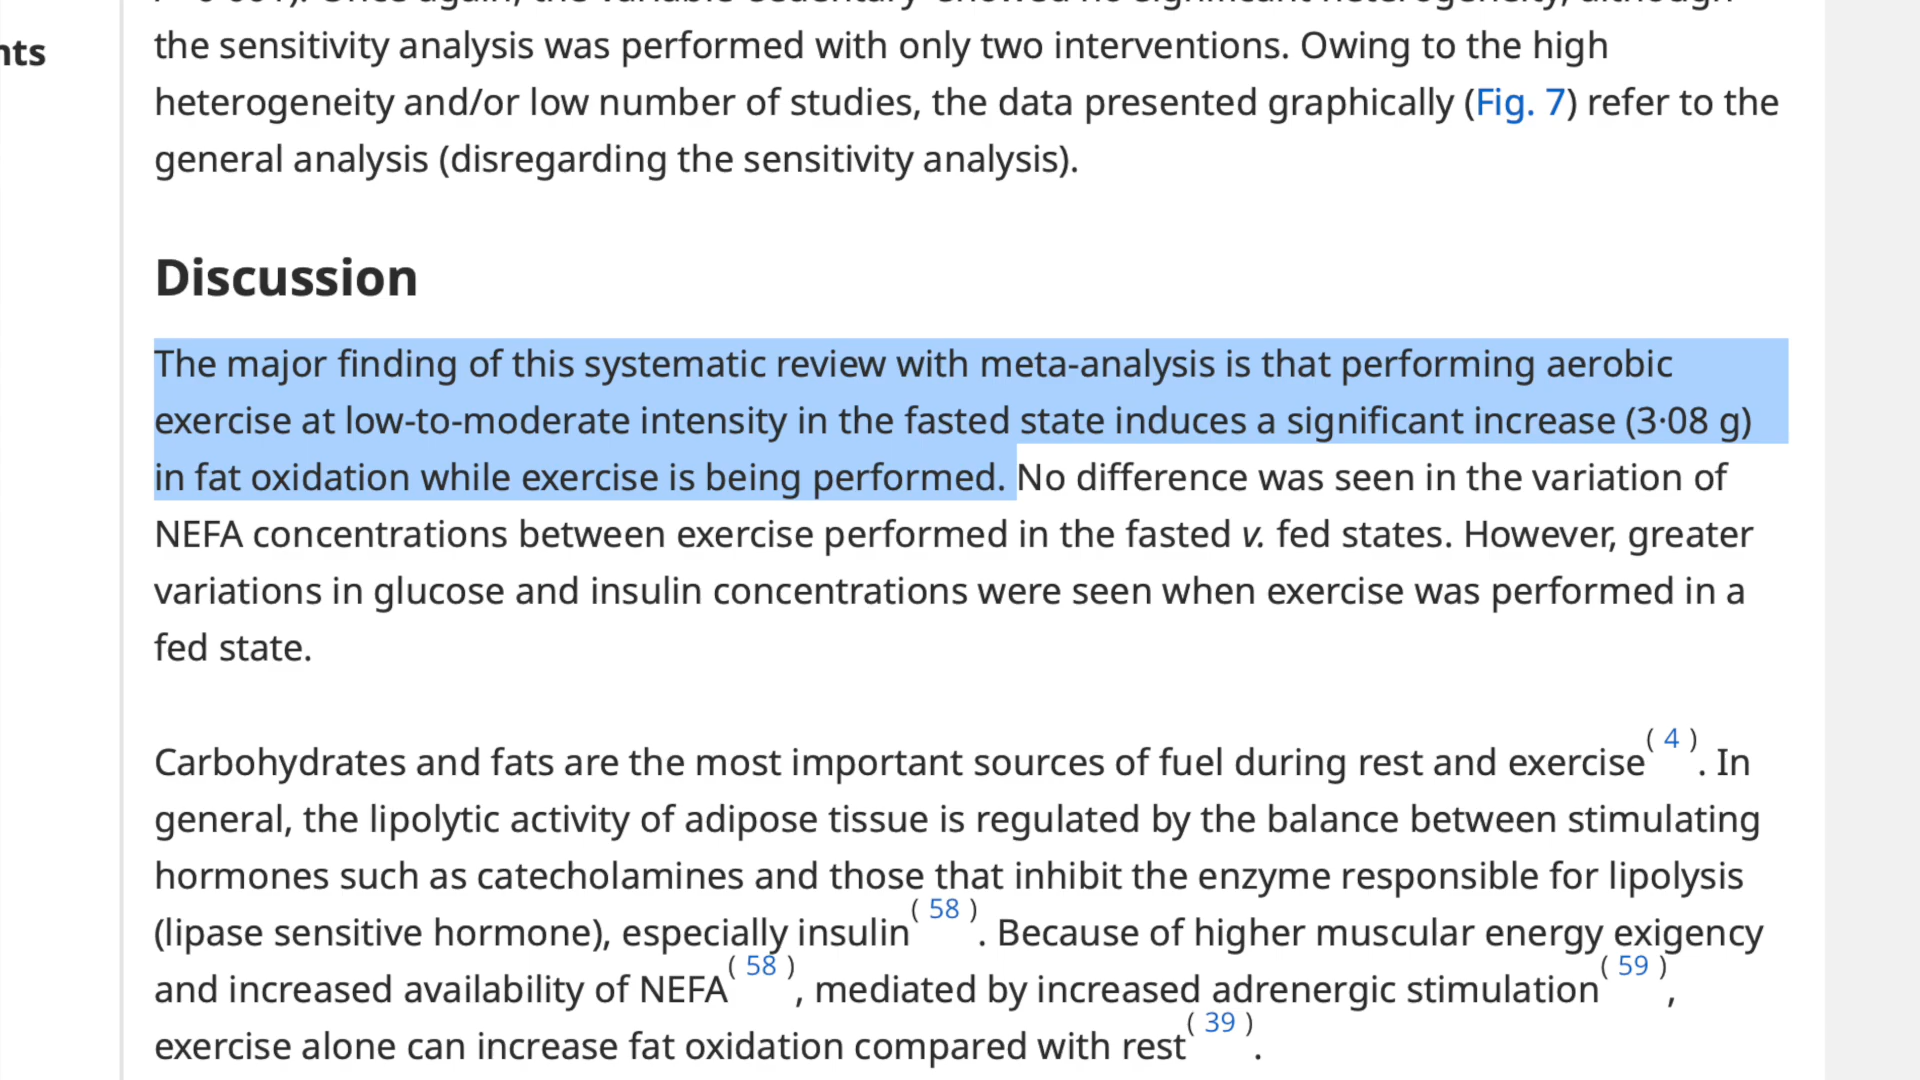 the sensitivity analysis was performed with only two interventions. Owing to the high
nts
heterogeneity and/or low number of studies, the data presented graphically (Fig. 7) refer to the
general analysis (disregarding the sensitivity analysis).
Discussion
The major finding of this systematic review with meta-analysis is that performing aerobic
exercise at low-to-moderate intensity in the fasted state induces a significant increase (3·08 g)
in fat oxidation while exercise is being performed. No difference was seen in the variation of
NEFA concentrations between exercise performed in the fasted v. fed states. However, greater
variations in glucose and insulin concentrations were seen when exercise was performed in a
fed state.
Carbohydrates and fats are the most important sources of fuel during rest and exercise( 4 ). In
general, the lipolytic activity of adipose tissue is regulated by the balance between stimulating
hormones such as catecholamines and those that inhibit the enzyme responsible for lipolysis
(lipase sensitive hormone), especially insulin( 58 ). Because of higher muscular energy exigency
and increased availability of NEFA( 58 ), mediated by increased adrenergic stimulation( 59 ),
exercise alone can increase fat oxidation compared with rest( 39 ).